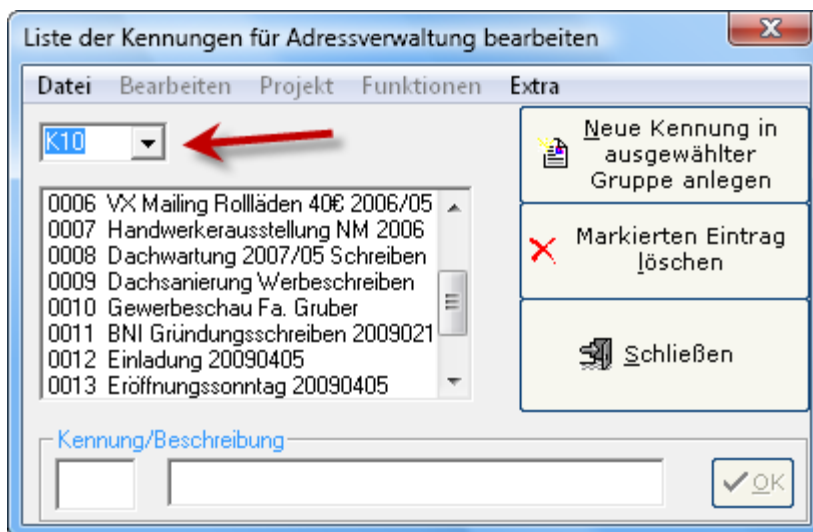 Liste der Kennungen für Adressverwaltung bearbeiten
Datei Bearbeiten Projekt Funktionen Extra
K10
0006 VX Mailing Rollläden 40€ 2006/05
0007 Handwerkerausstellung NM 2006
0008 Dachwartung 2007/05 Schreiben
0009 Dachsanierung Werbeschreiben
0010 Gewerbeschau Fa. Gruber
0011 BNI Gründungsschreiben 2009021
0012 Einladung 20090405
0013 Eröffnungssonntag 20090405
Neue Kennung in
ausgewählter
Gruppe anlegen
Markierten Eintrag
löschen
Schließen
Kennung/Beschreibung
OK